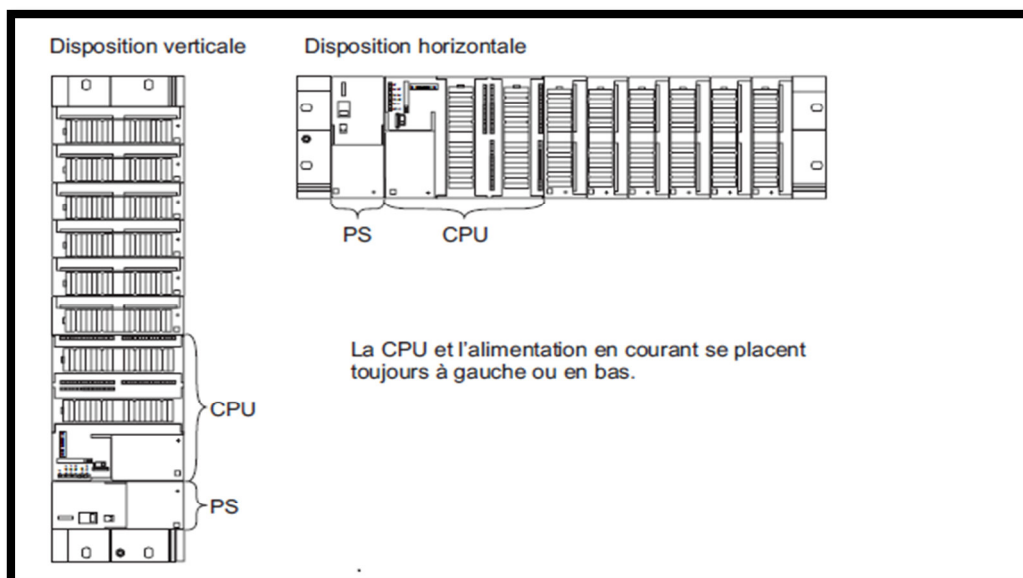 Disposition verticale
Disposition horizontale
PS
CPU
La CPU et l'alimentation en courant se placent
toujours à gauche ou en bas.
CPU
PS